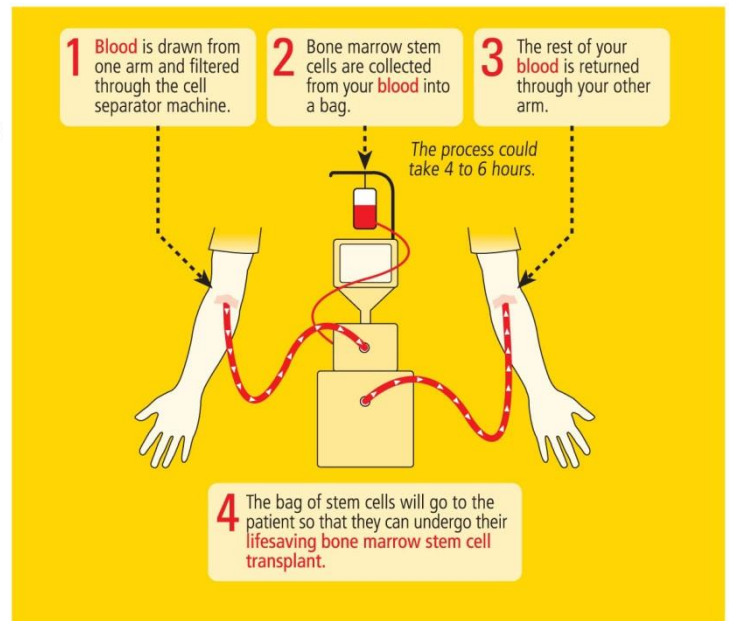 1 Blood is drawn from
one arm and filtered
through the cell
separator machine.
2 Bone marrow stem
cells are collected
from your blood into
a bag.
3 The rest of your
blood is returned
through your other
arm.
The process could
take 4 to 6 hours.
4 The bag of stem cells will go to the
patient so that they can undergo their
lifesaving bone marrow stem cell
transplant.